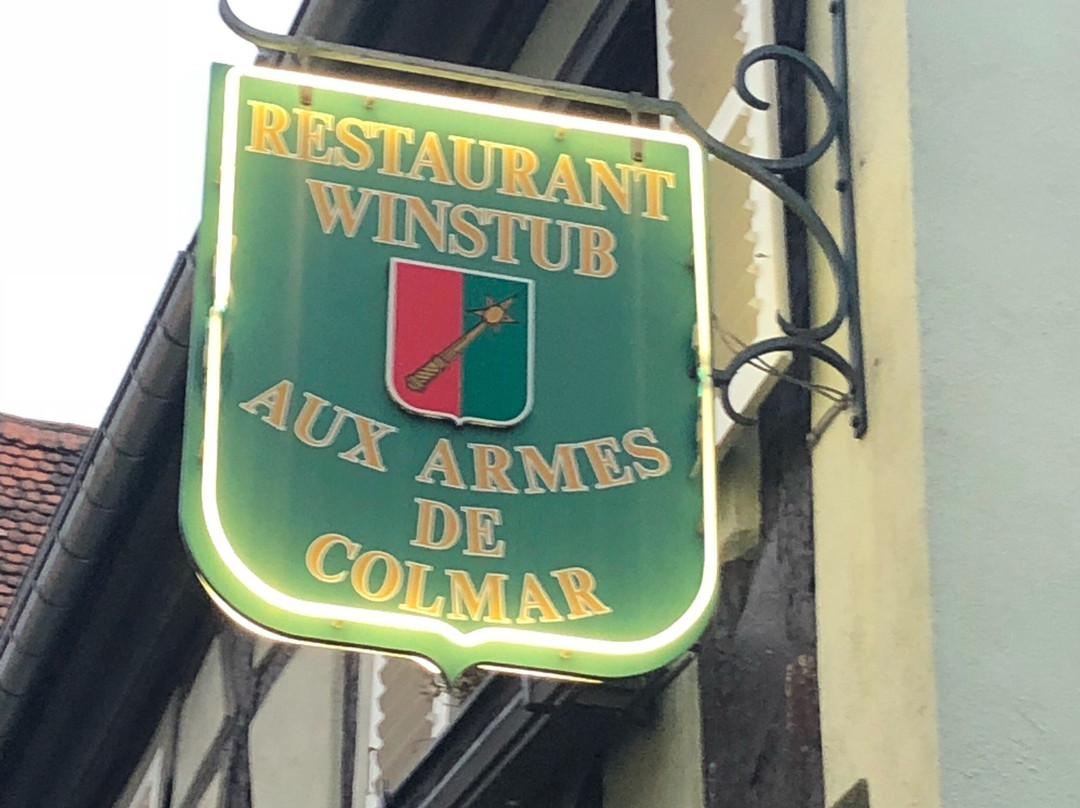 RESTAURANT
WINSTUB
AUX ARMES
DE
COLMAR